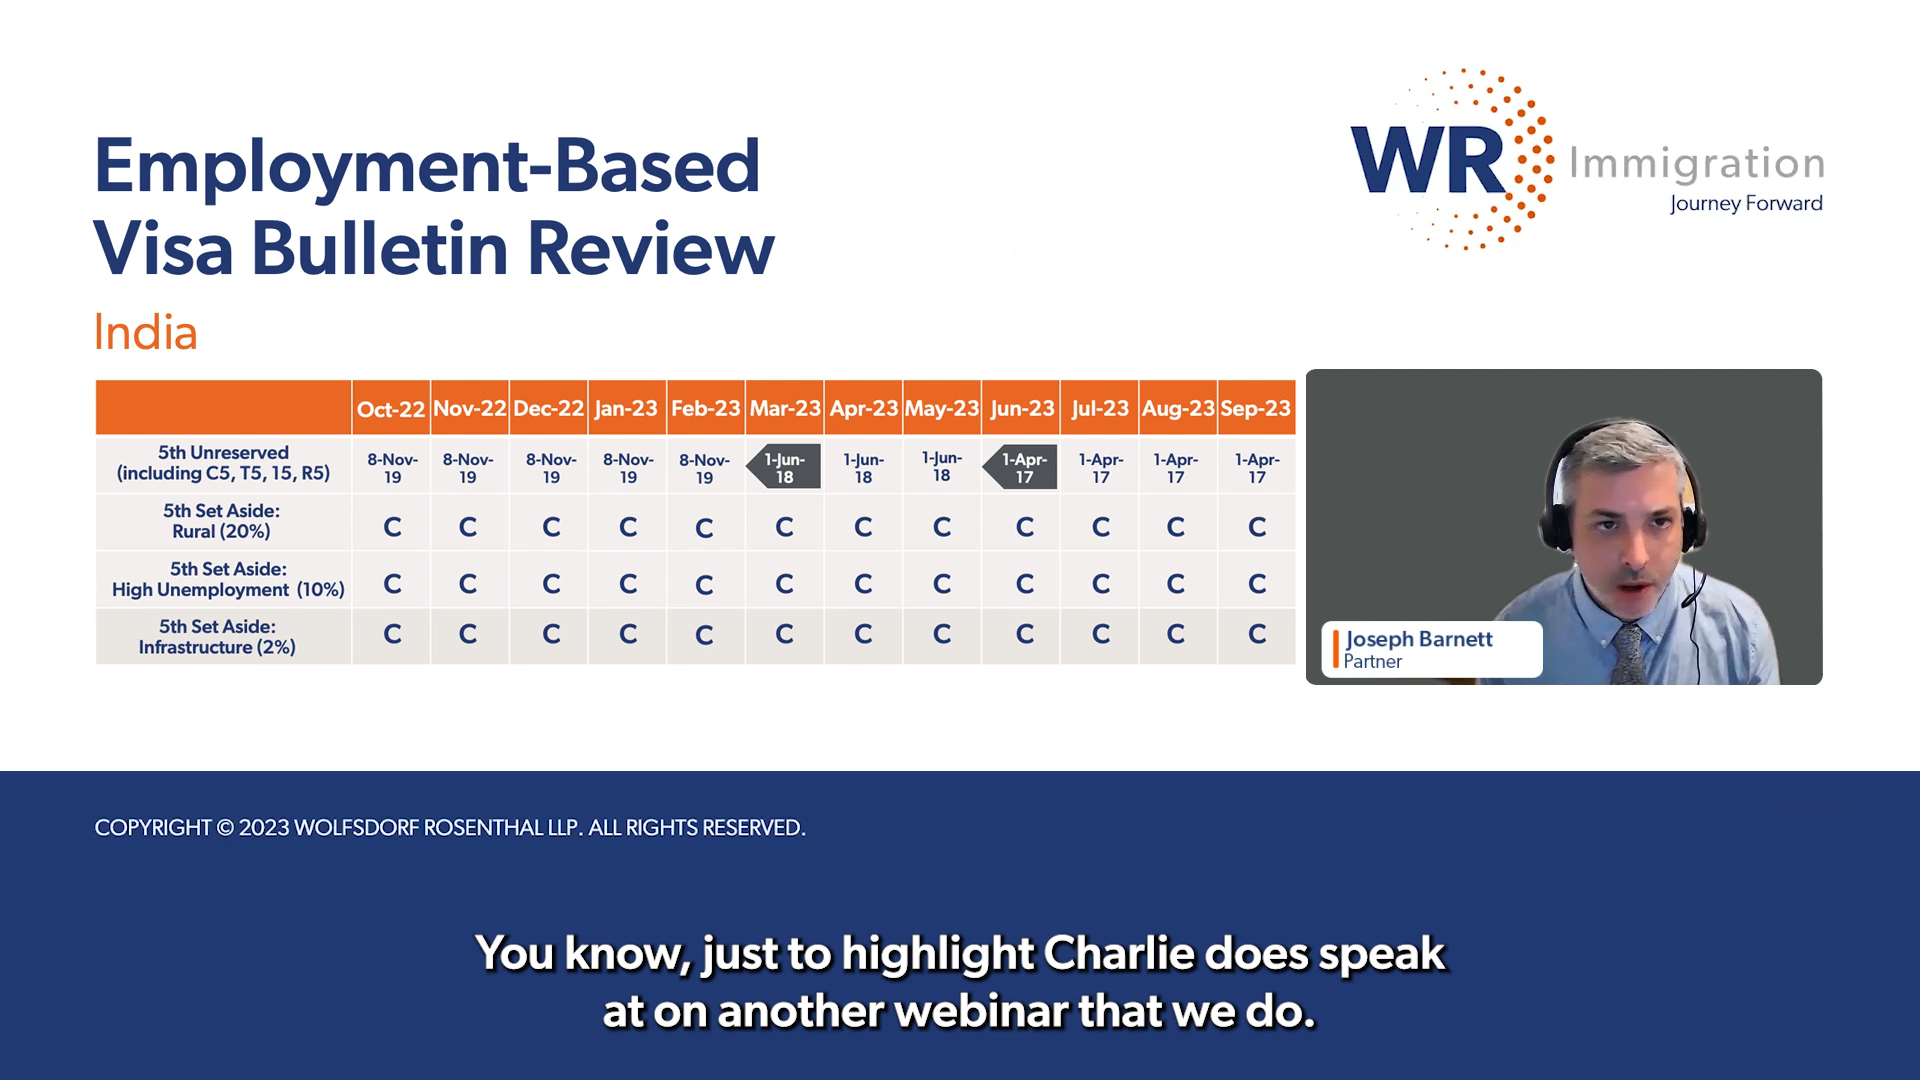 Employment-Based
Visa Bulletin Review
India
WR Immigration
Journey Forward
Oct-22 Nov-22 Dec-22 Jan-23 Feb-23 Mar-23 Apr-23 May-23 Jun-23 Jul-23 Aug-23 Sep-23
5th Unreserved
(including C5, T5, 15, R5)
8-Nov- 8-Nov- 8-Nov- 8-Nov- 8-Nov- 1-Jun- 1-Jun- 1-Jun- 1-Apr- 1-Apr- 1-Apr- 1-Apr-
19 19 19 19 19 18 18 18 17 17 17 17
5th Set Aside:
Rural (20%)
C C C C C C C C C C C C
5th Set Aside:
High Unemployment (10%)
C C C C C C C C C C C C
5th Set Aside:
Infrastructure (2%)
C C C C C C C C C C C C
Joseph Barnett
Partner
COPYRIGHT © 2023 WOLFSDORF ROSENTHAL LLP. ALL RIGHTS RESERVED.
You know, just to highlight Charlie does speak
at on another webinar that we do.